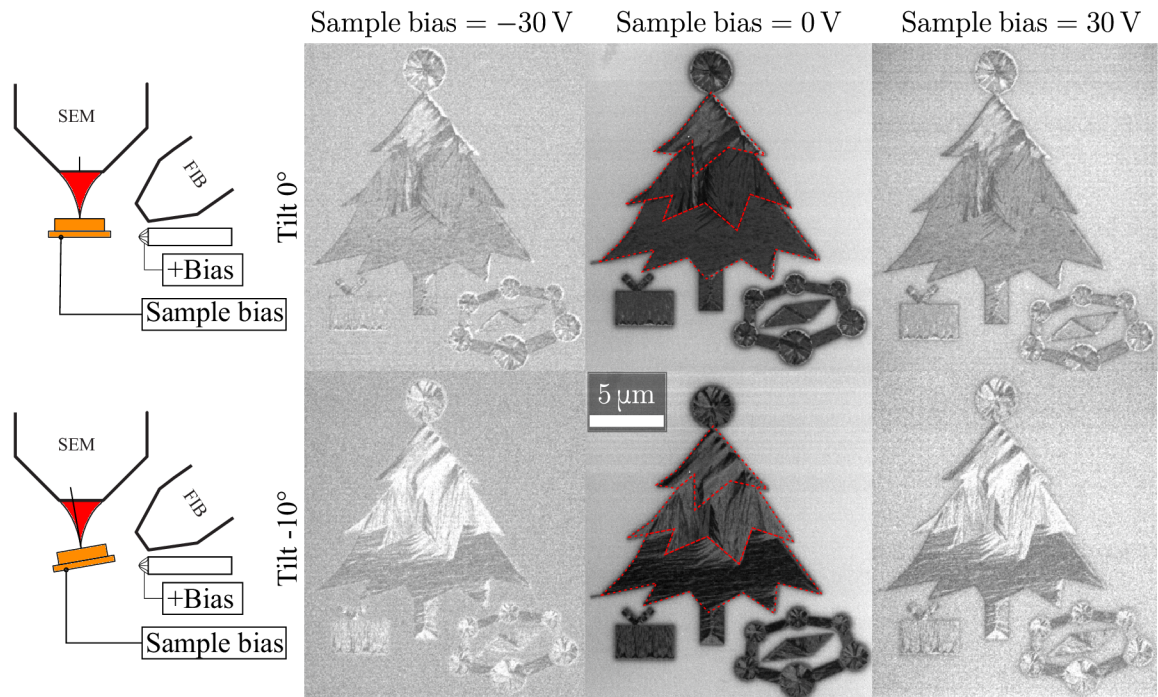 Sample bias = −30 V
Sample bias = 0 V
Sample bias = 30 V
SEM
FIB
Tilt 0°
+Bias
Sample bias
5 µm
SEM
FIB
Tilt -10°
+Bias
Sample bias